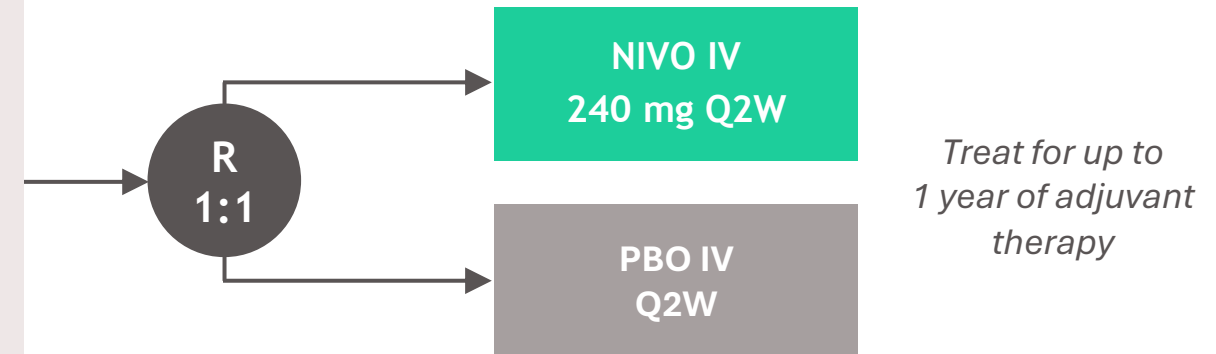 R
1:1
NIVO IV
240 mg Q2W
PBO IV
Q2W
Treat for up to
1 year of adjuvant
therapy